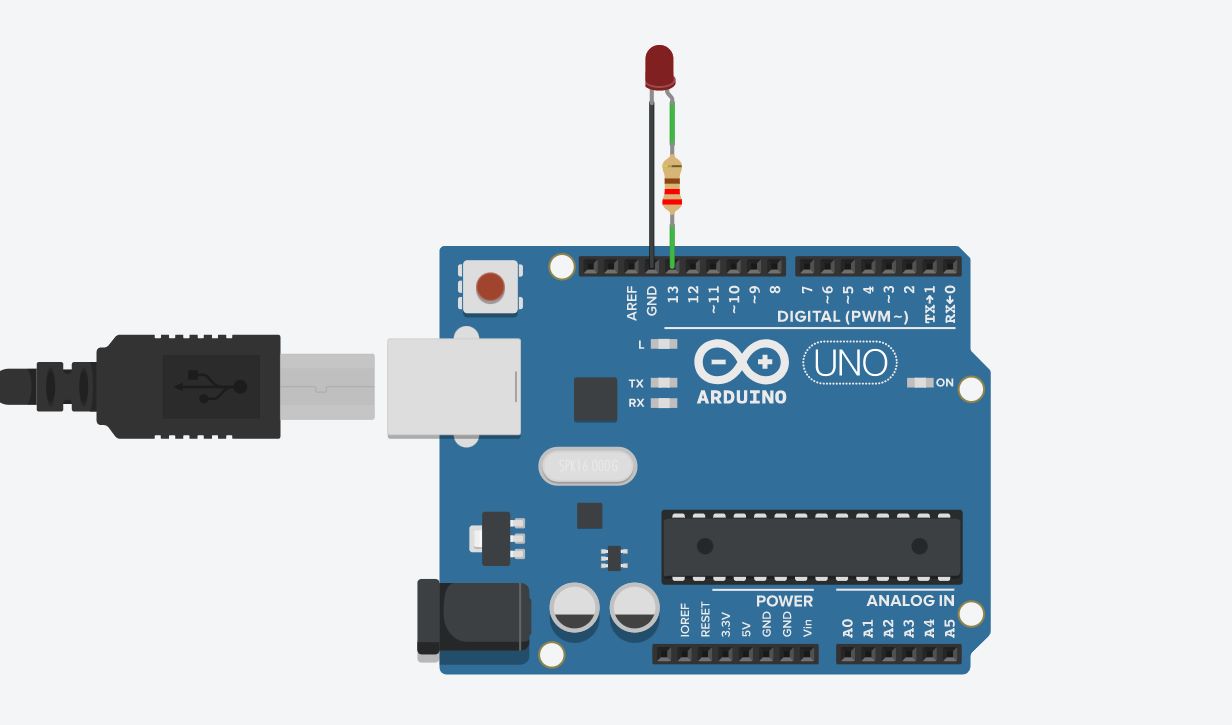 AREF
GND
13
12
~11
~10
~9
8
7
~6
~5
4
~3
2
TX→1
RX←0
DIGITAL (PWM~)
L
TX
RX
ARDUINO
UNO
ON
SPK16.000G
POWER
ANALOG IN
IOREF
RESET
3.3V
5V
GND
GND
Vin
A0
A1
A2
A3
A4
A5